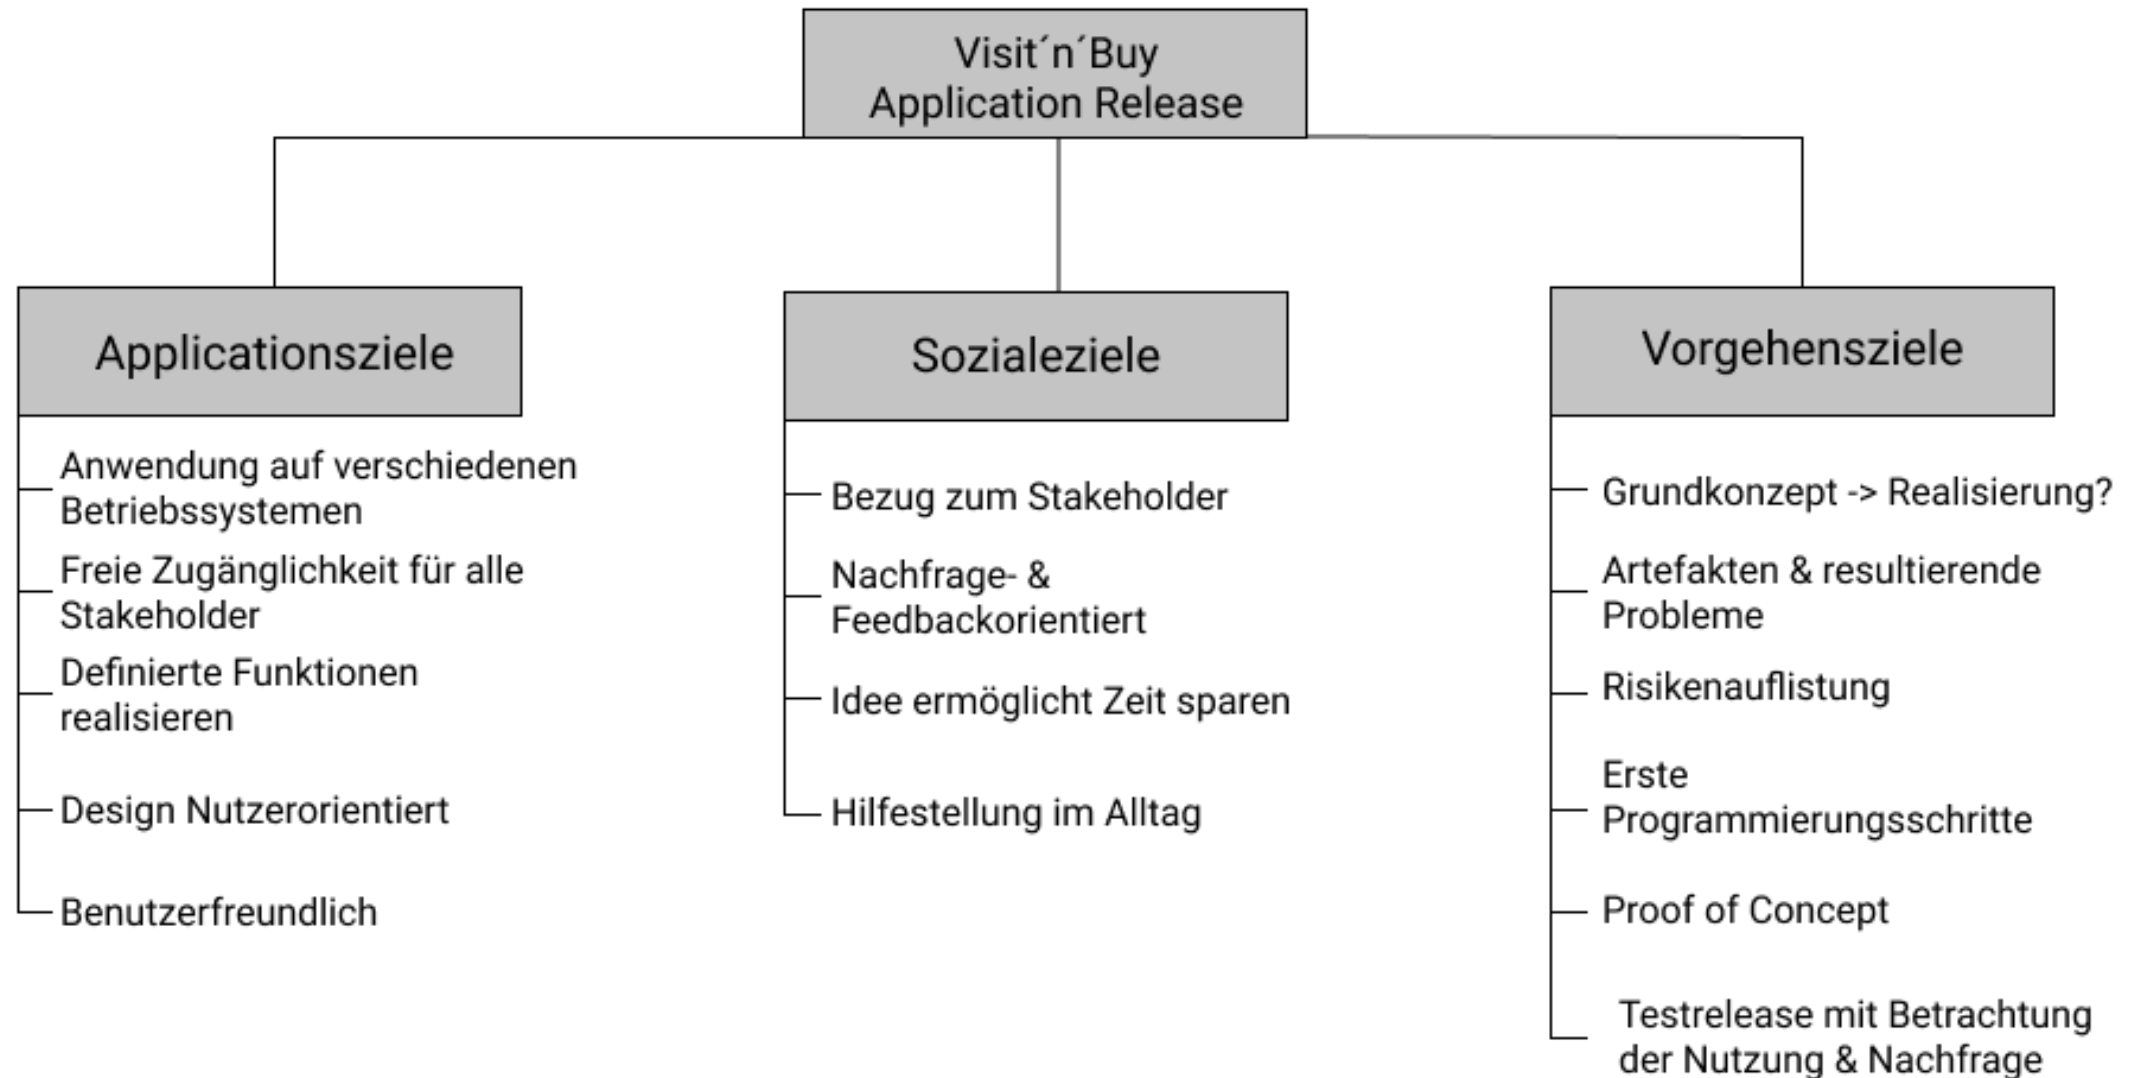 Visit´n´Buy
Application Release
Applicationsziele
Anwendung auf verschiedenen
Betriebssystemen
Freie Zugänglichkeit für alle
Stakeholder
Definierte Funktionen
realisieren
Design Nutzerorientiert
Benutzerfreundlich
Sozialeziele
Bezug zum Stakeholder
Nachfrage- &
Feedbackorientiert
Idee ermöglicht Zeit sparen
Hilfestellung im Alltag
Vorgehensziele
Grundkonzept -> Realisierung?
Artefakten & resultierende
Probleme
Risikenauflistung
Erste
Programmierungsschritte
Proof of Concept
Testrelease mit Betrachtung
der Nutzung & Nachfrage